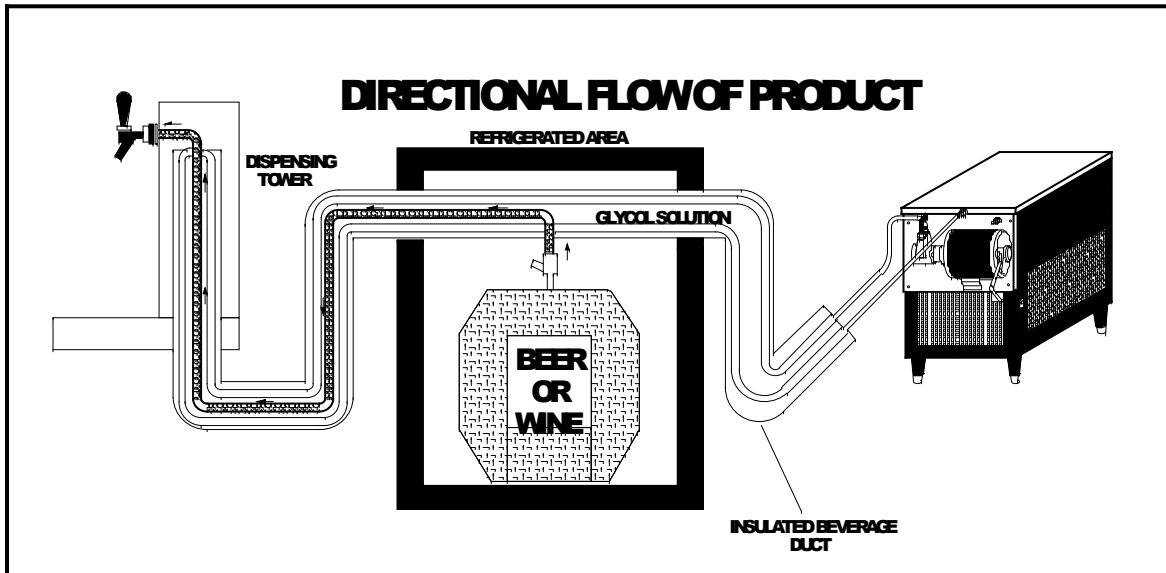 DIRECTIONAL FLOW OF PRODUCT
REFRIGERATED AREA
DISPENSING
TOWER
GLYCOL SOLUTION
BEER
OR
WINE
INSULATED BEVERAGE
DUCT